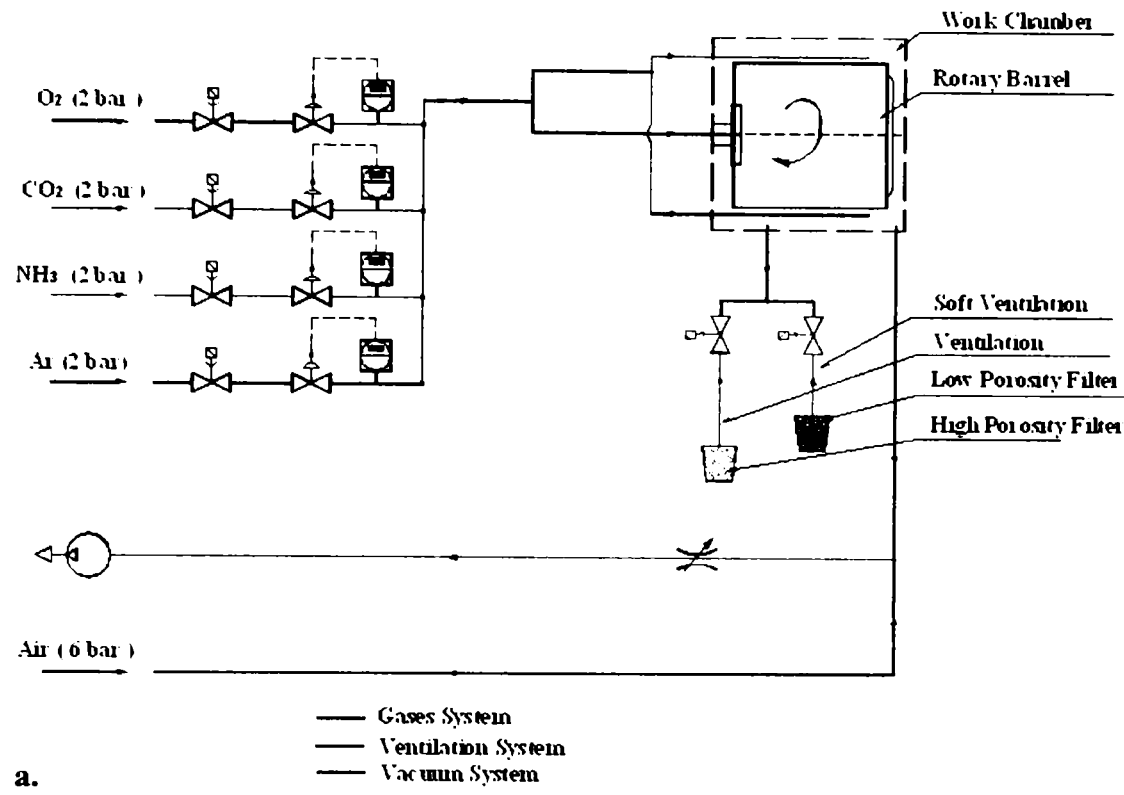 Work Chamber
Rotary Barrel
O₂ (2 bar)
CO₂ (2 bar)
NH₃ (2 bar)
Ar (2 bar)
Soft Ventilation
Ventilation
Low Porosity Filter
High Porosity Filter
Air (6 bar)
Gases System
Ventilation System
Vacuum System
a.